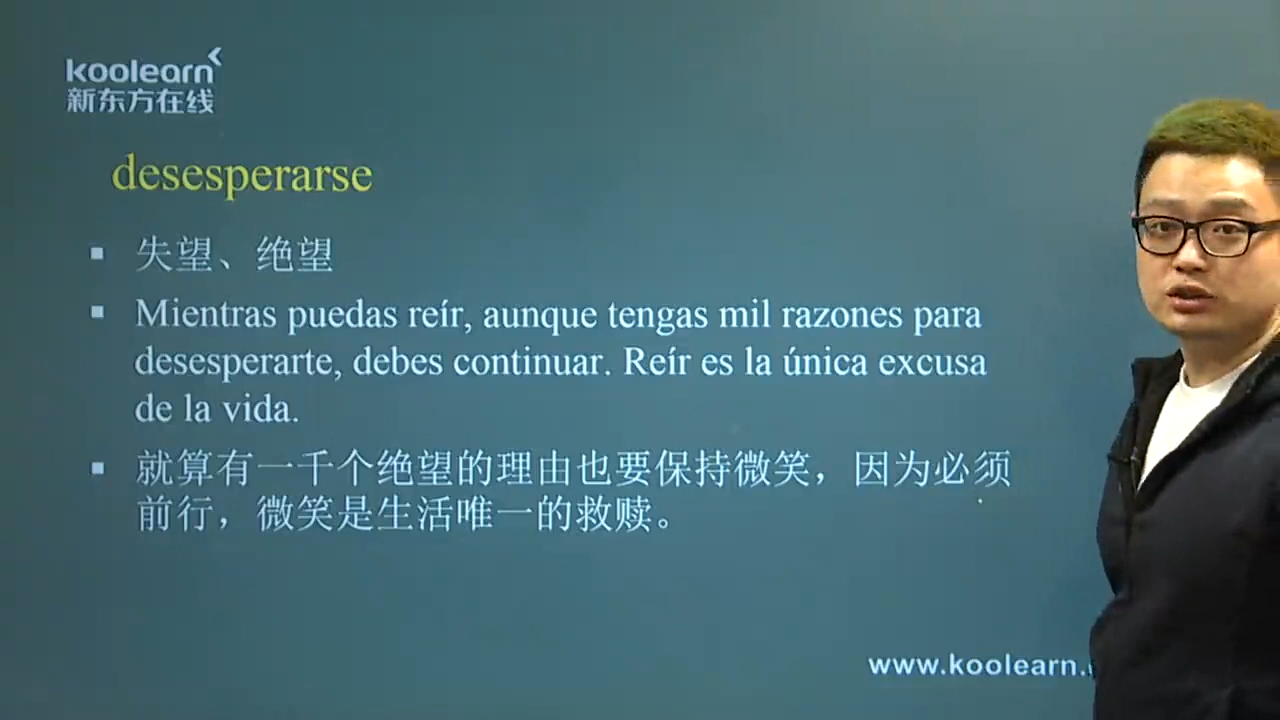 koolearn
新东方在线
desesperarse
失望、绝望
Mientras puedas reír, aunque tengas mil razones para
desesperarte, debes continuar. Reír es la única excusa
de la vida.
就算有一千个绝望的理由也要保持微笑，因为必须
前行，微笑是生活唯一的救赎。
www.koolearn.